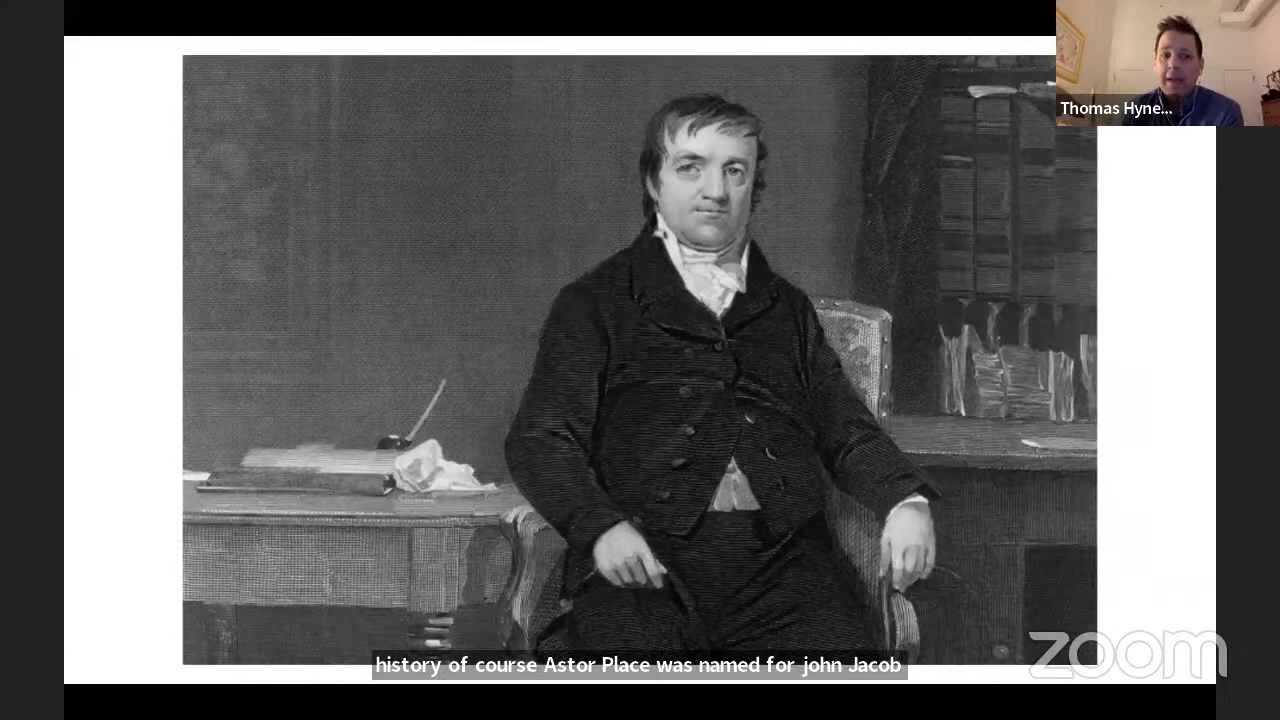 Thomas Hyne...
history of course Astor Place was named for john Jacob
zoom